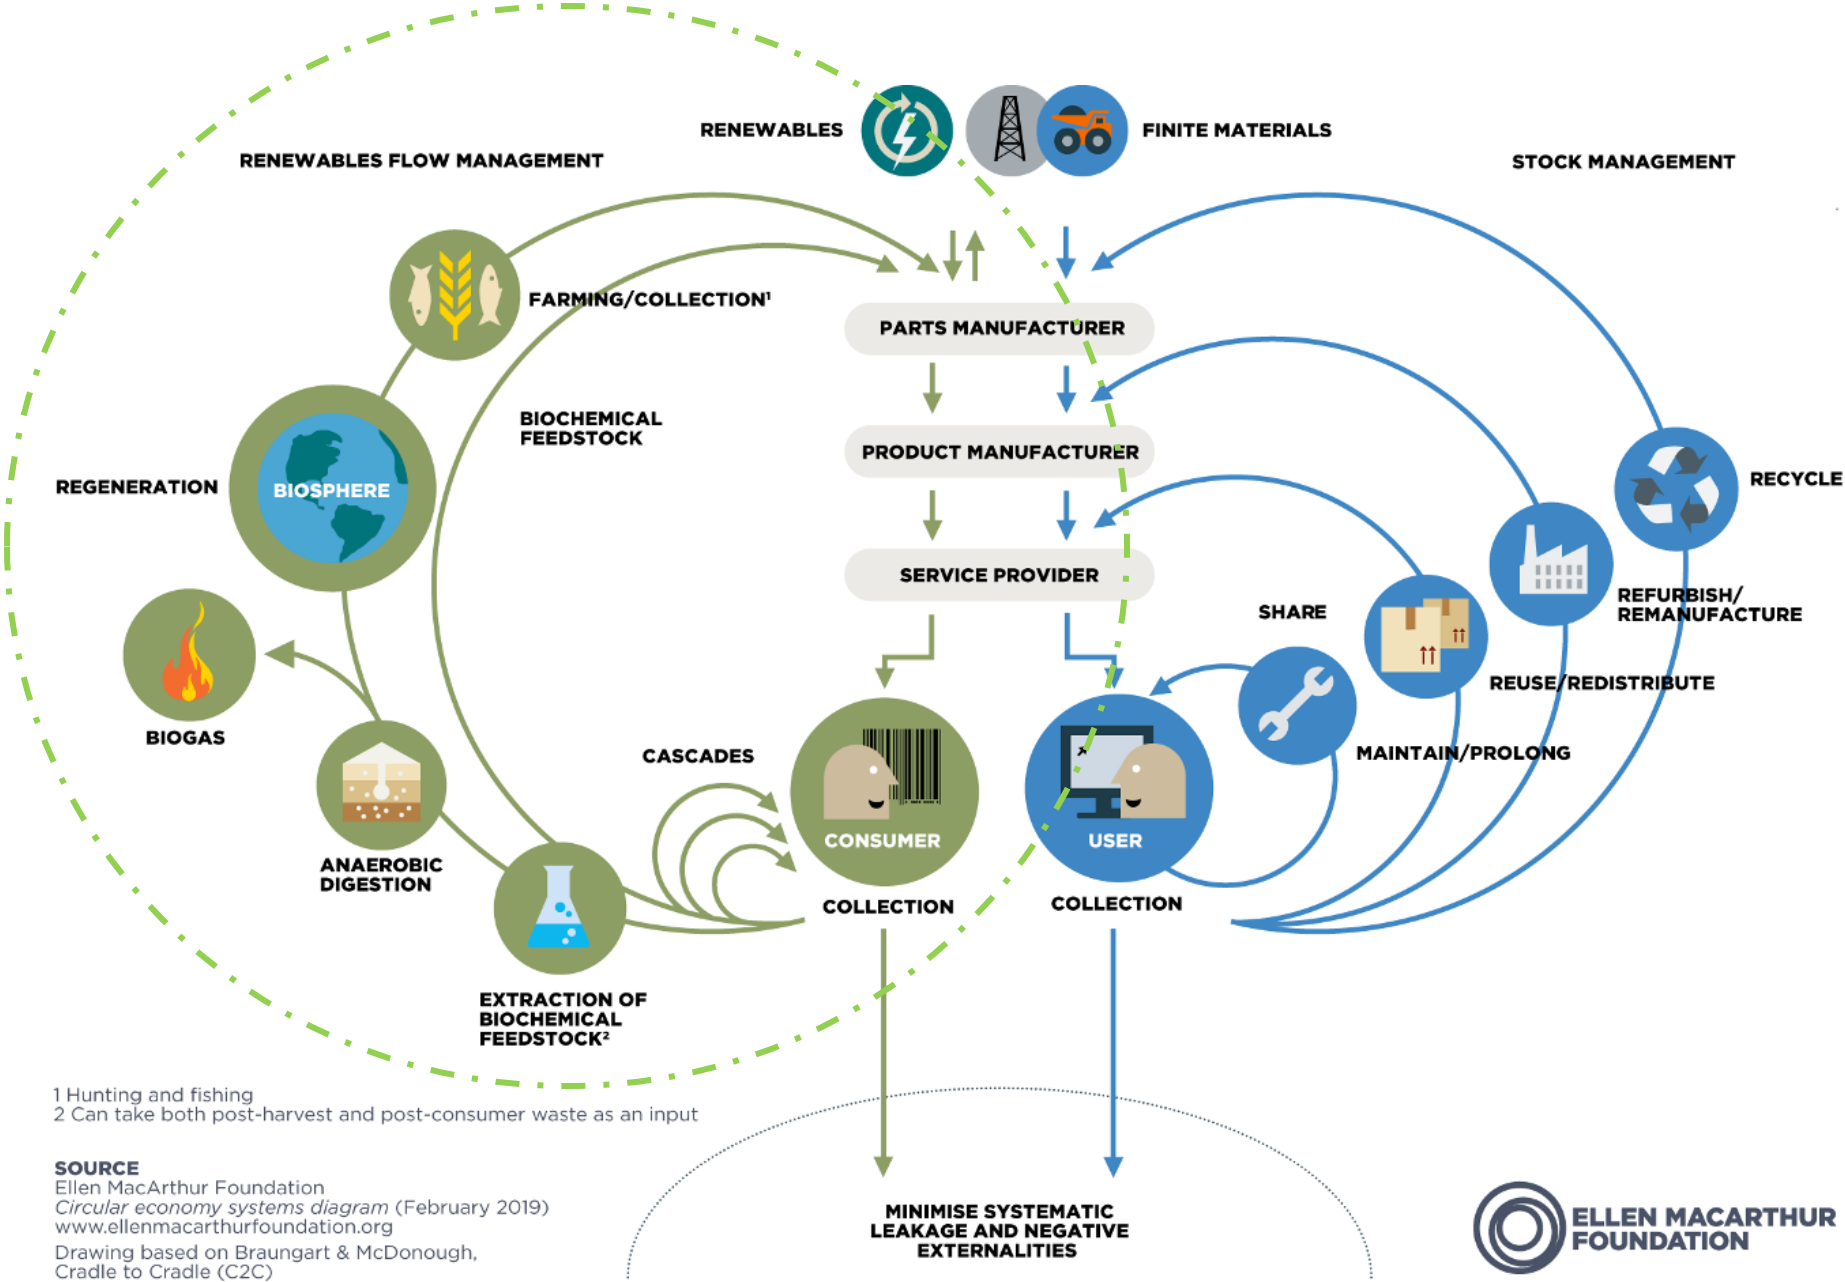 RENEWABLES
FINITE MATERIALS
RENEWABLES FLOW MANAGEMENT
STOCK MANAGEMENT
FARMING/COLLECTION¹
PARTS MANUFACTURER
BIOCHEMICAL
FEEDSTOCK
PRODUCT MANUFACTURER
REGENERATION
BIOSPHERE
RECYCLE
SERVICE PROVIDER
SHARE
REFURBISH/
REMANUFACTURE
REUSE/REDISTRIBUTE
BIOGAS
CASCADES
MAINTAIN/PROLONG
CONSUMER
USER
ANAEROBIC
DIGESTION
COLLECTION
COLLECTION
EXTRACTION OF
BIOCHEMICAL
FEEDSTOCK²
1 Hunting and fishing
2 Can take both post-harvest and post-consumer waste as an input
SOURCE
Ellen MacArthur Foundation
Circular economy systems diagram (February 2019)
www.ellenmacarthurfoundation.org
Drawing based on Braungart & McDonough,
Cradle to Cradle (C2C)
MINIMISE SYSTEMATIC
LEAKAGE AND NEGATIVE
EXTERNALITIES
ELLEN MACARTHUR
FOUNDATION